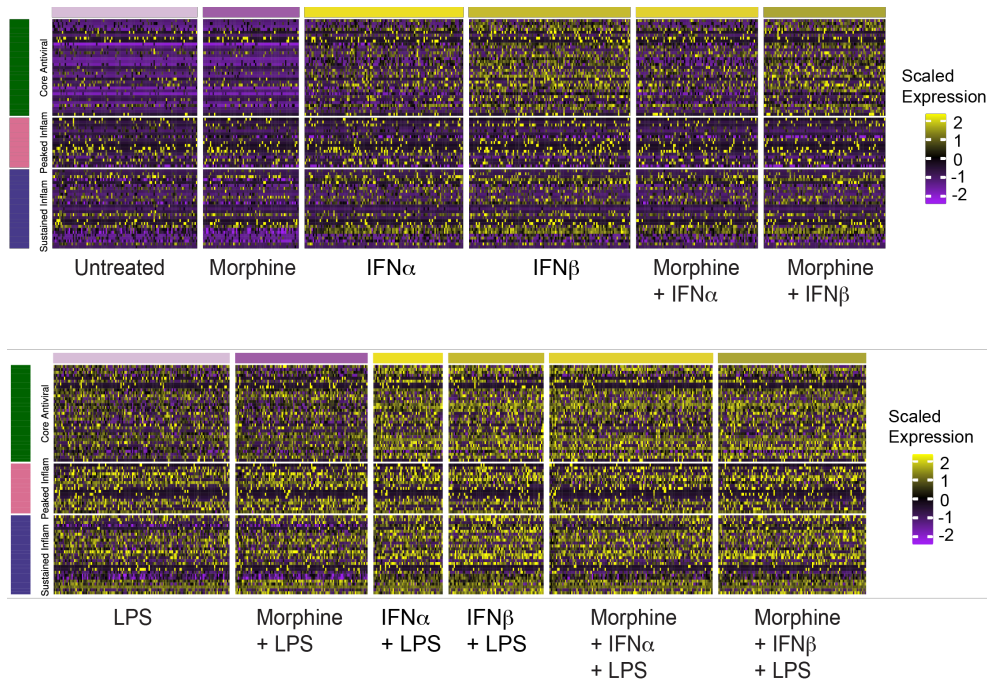 Core Antiviral
Peaked Inflam
Sustained Inflam
Untreated
Morphine
IFNα
IFNβ
Morphine
+ IFNα
Morphine
+ IFNβ
Scaled
Expression
2
1
0
-1
-2
Core Antiviral
Peaked Inflam
Sustained Inflam
LPS
Morphine
+ LPS
IFNα
+ LPS
IFNβ
+ LPS
Morphine
+ IFNα
+ LPS
Morphine
+ IFNβ
+ LPS
Scaled
Expression
2
1
0
-1
-2